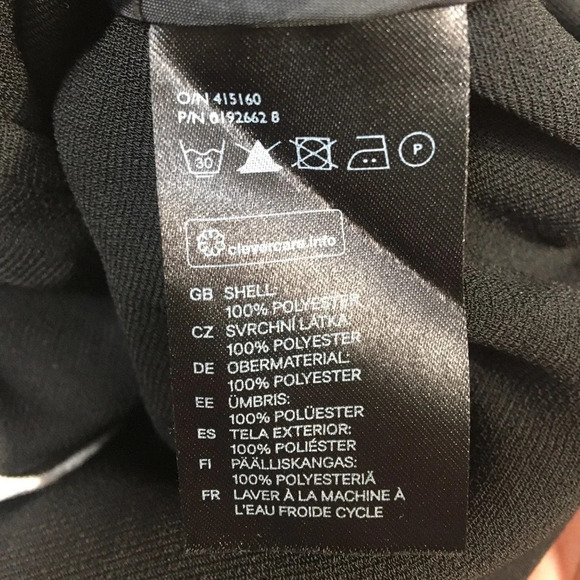 O/N 415160
P/N 0192662 8
30 P
clevercare.info
GB SHELL:
100% POLYESTER
CZ SVRCHNÍ LÁTKA:
100% POLYESTER
DE OBERMATERIAL:
100% POLYESTER
EE ÜMBRIS:
100% POLÜESTER
ES TELA EXTERIOR:
100% POLIÉSTER
FI PÄÄLLISKANGAS:
100% POLYESTERIÄ
FR LAVER À LA MACHINE À
L'EAU FROIDE CYCLE